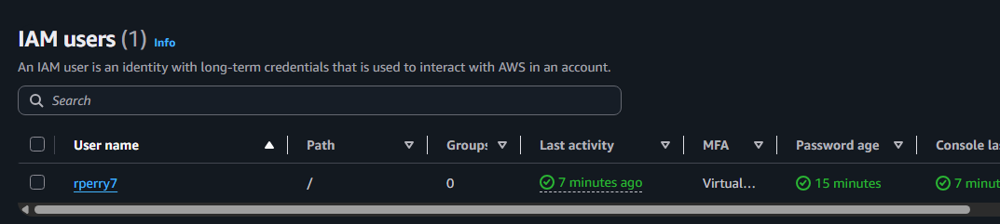 IAM users (1) Info
An IAM user is an identity with long-term credentials that is used to interact with AWS in an account.
Search
User name Path Groups Last activity MFA Password age Console la
rperry7 / 0 7 minutes ago Virtual... 15 minutes 7 minut